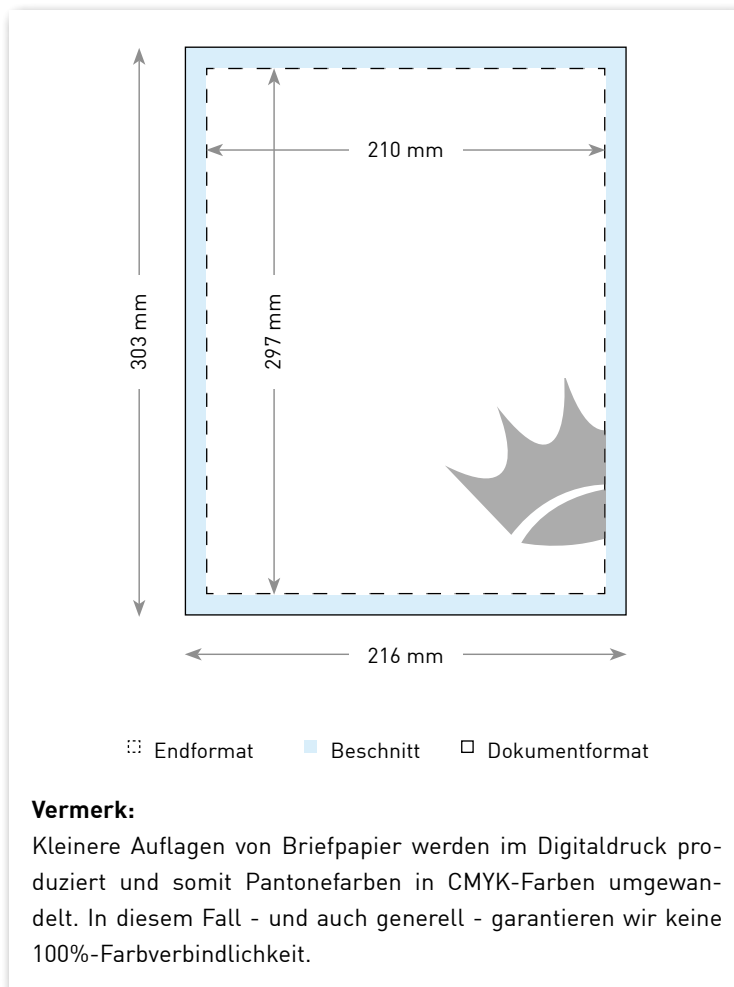 210 mm
303 mm
297 mm
216 mm
Endformat
Beschnitt
Dokumentformat
Vermerk:
Kleinere Auflagen von Briefpapier werden im Digitaldruck pro-
duziert und somit Pantonefarben in CMYK-Farben umgewan-
delt. In diesem Fall - und auch generell - garantieren wir keine
100%-Farbverbindlichkeit.